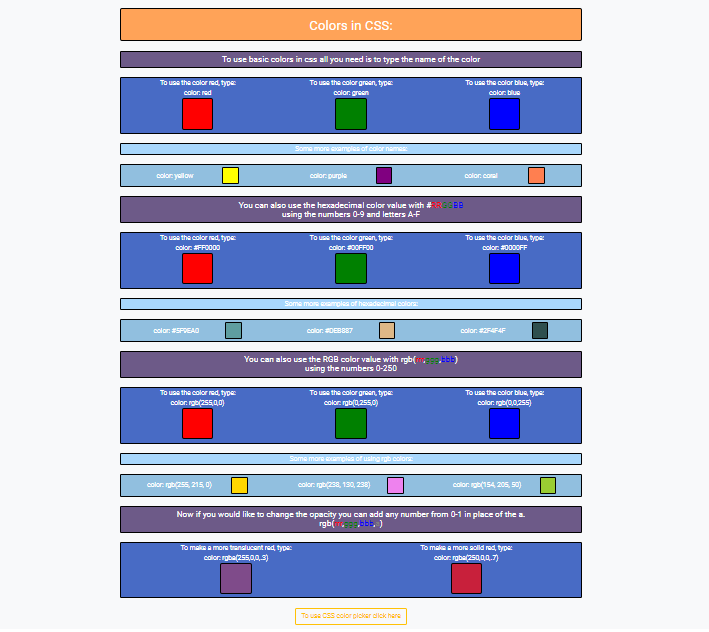 Colors in CSS:
To use basic colors in css all you need is to type the name of the color
To use the color red, type:
color: red
To use the color green, type:
color: green
To use the color blue, type:
color: blue
Some more examples of color names:
color: yellow
color: purple
color: coral
You can also use the hexadecimal color value with #RRGGBB
using the numbers 0-9 and letters A-F
To use the color red, type:
color: #FF0000
To use the color green, type:
color: #00FF00
To use the color blue, type:
color: #0000FF
Some more examples of hexadecimal colors:
color: #5F9EA0
color: #DEB887
color: #2F4F4F
You can also use the RGB color value with rgb(rrr,ggg,bbb)
using the numbers 0-250
To use the color red, type:
color: rgb(255,0,0)
To use the color green, type:
color: rgb(0,255,0)
To use the color blue, type:
color: rgb(0,0,255)
Some more examples of using rgb colors:
color: rgb(255, 215, 0)
color: rgb(238, 130, 238)
color: rgb(154, 205, 50)
Now if you would like to change the opacity you can add any number from 0-1 in place of the a.
rgb(
To make a more translucent red, type:
color: rgba(255,0,0,.3)
To make a more solid red, type:
color: rgba(250,0,0,.7)
To use CSS color picker click here